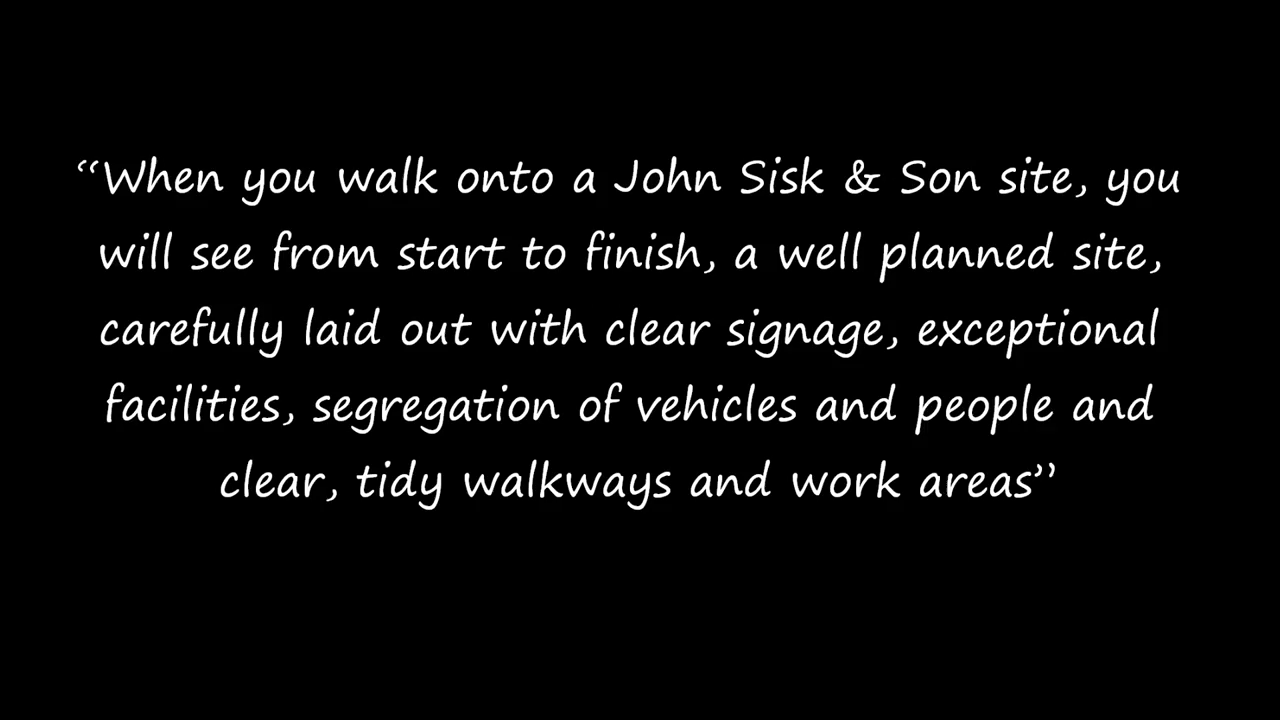 “When you walk onto a John Sisk & Son site, you
will see from start to finish, a well planned site,
carefully laid out with clear signage, exceptional
facilities, segregation of vehicles and people and
clear, tidy walkways and work areas”